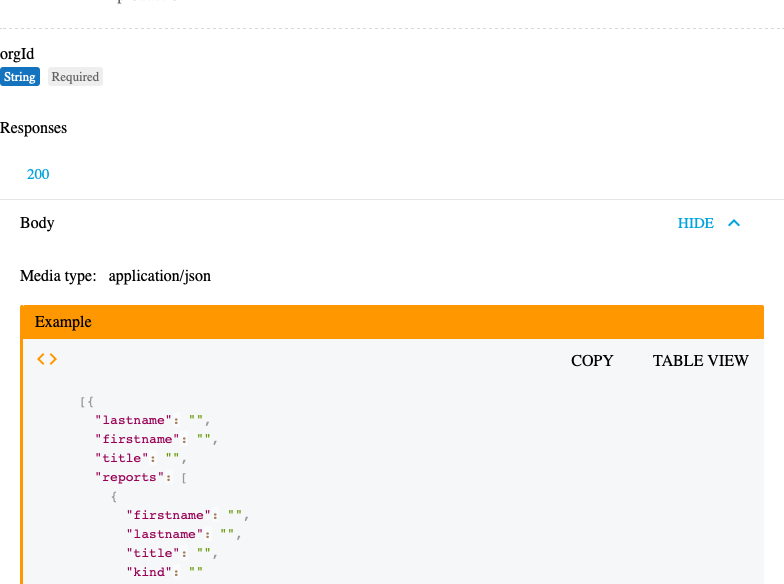 orgId
String Required
Responses
200
Body HIDE
Media type: application/json
Example
<> COPY TABLE VIEW
[{
"lastname": "",
"firstname": "",
"title": "",
"reports": [
{
"firstname": "",
"lastname": "",
"title": "",
"kind": ""